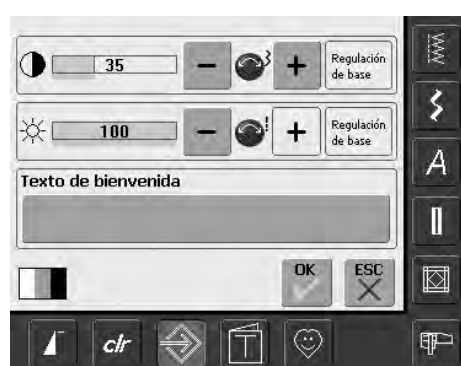 35
Regulación
de base
100
Regulación
de base
Texto de bienvenida
OK
ESC
A
clr
T